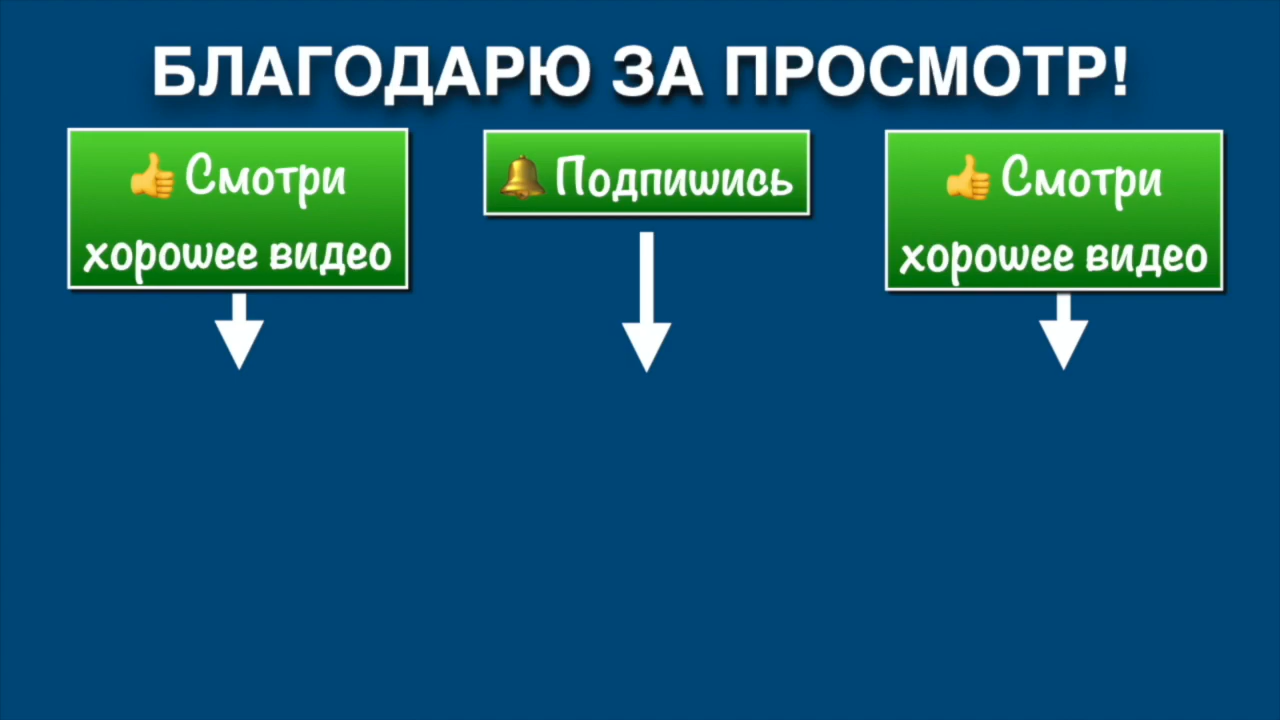 БЛАГОДАРЮ ЗА ПРОСМОТР!
👍 Смотри
хорошее видео
🔔 Подпишись
👍 Смотри
хорошее видео